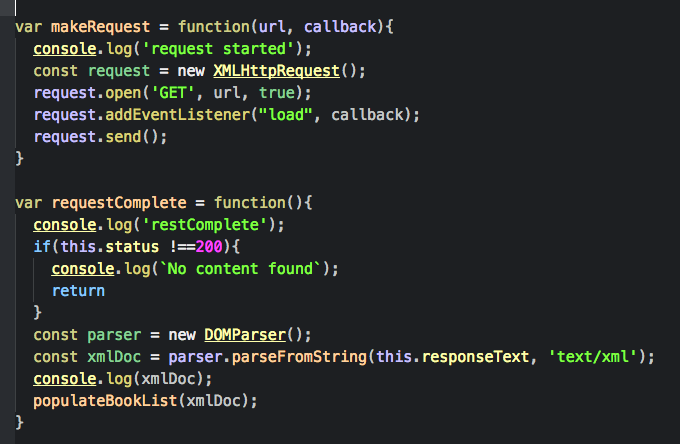 var makeRequest = function(url, callback){
  console.log('request started');
  const request = new XMLHttpRequest();
  request.open('GET', url, true);
  request.addEventListener("load", callback);
  request.send();
}

var requestComplete = function(){
  console.log('restComplete');
  if(this.status !==200){
    console.log(`No content found`);
    return
  }
  const parser = new DOMParser();
  const xmlDoc = parser.parseFromString(this.responseText, 'text/xml');
  console.log(xmlDoc);
  populateBookList(xmlDoc);
}